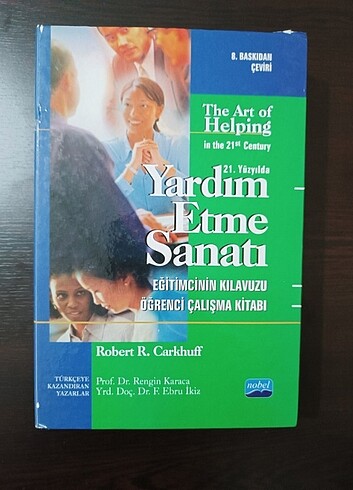 8. BASKIDAN
ÇEVİRİ
The Art of
Helping
in the 21st Century
21. Yüzyılda
Yardım
Etme
Sanatı
EĞİTİMCİNİN KILAVUZU
ÖĞRENCİ ÇALIŞMA KİTABI
Robert R. Carkhuff
TÜRKÇEYE
KAZANDIRAN
YAZARLAR
Prof. Dr. Rengin Karaca
Yrd. Doç. Dr. F. Ebru İkiz
nobel